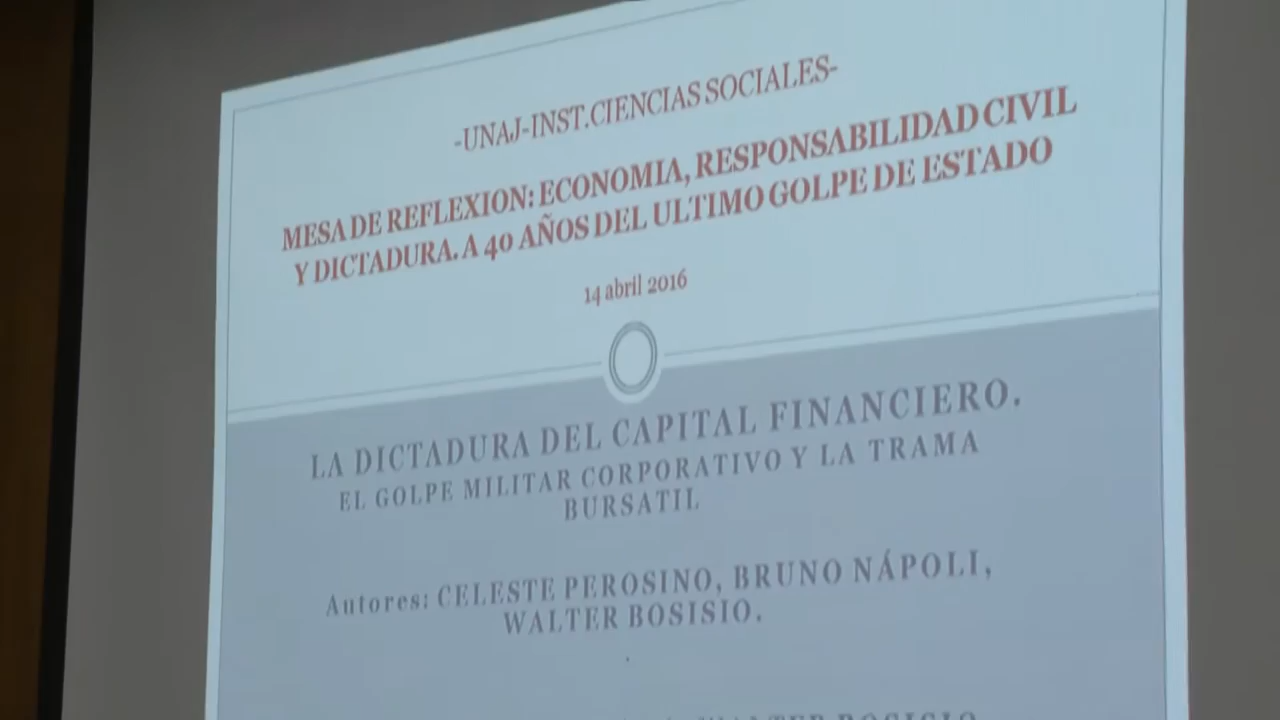 -UNAJ-INST.CIENCIAS SOCIALES-
MESA DE REFLEXION: ECONOMIA, RESPONSABILIDAD CIVIL
Y DICTADURA. A 40 AÑOS DEL ULTIMO GOLPE DE ESTADO
14 abril 2016
LA DICTADURA DEL CAPITAL FINANCIERO.
EL GOLPE MILITAR CORPORATIVO Y LA TRAMA
BURSATIL
Autores: CELESTE PEROSINO, BRUNO NÁPOLI,
WALTER BOSISIO.